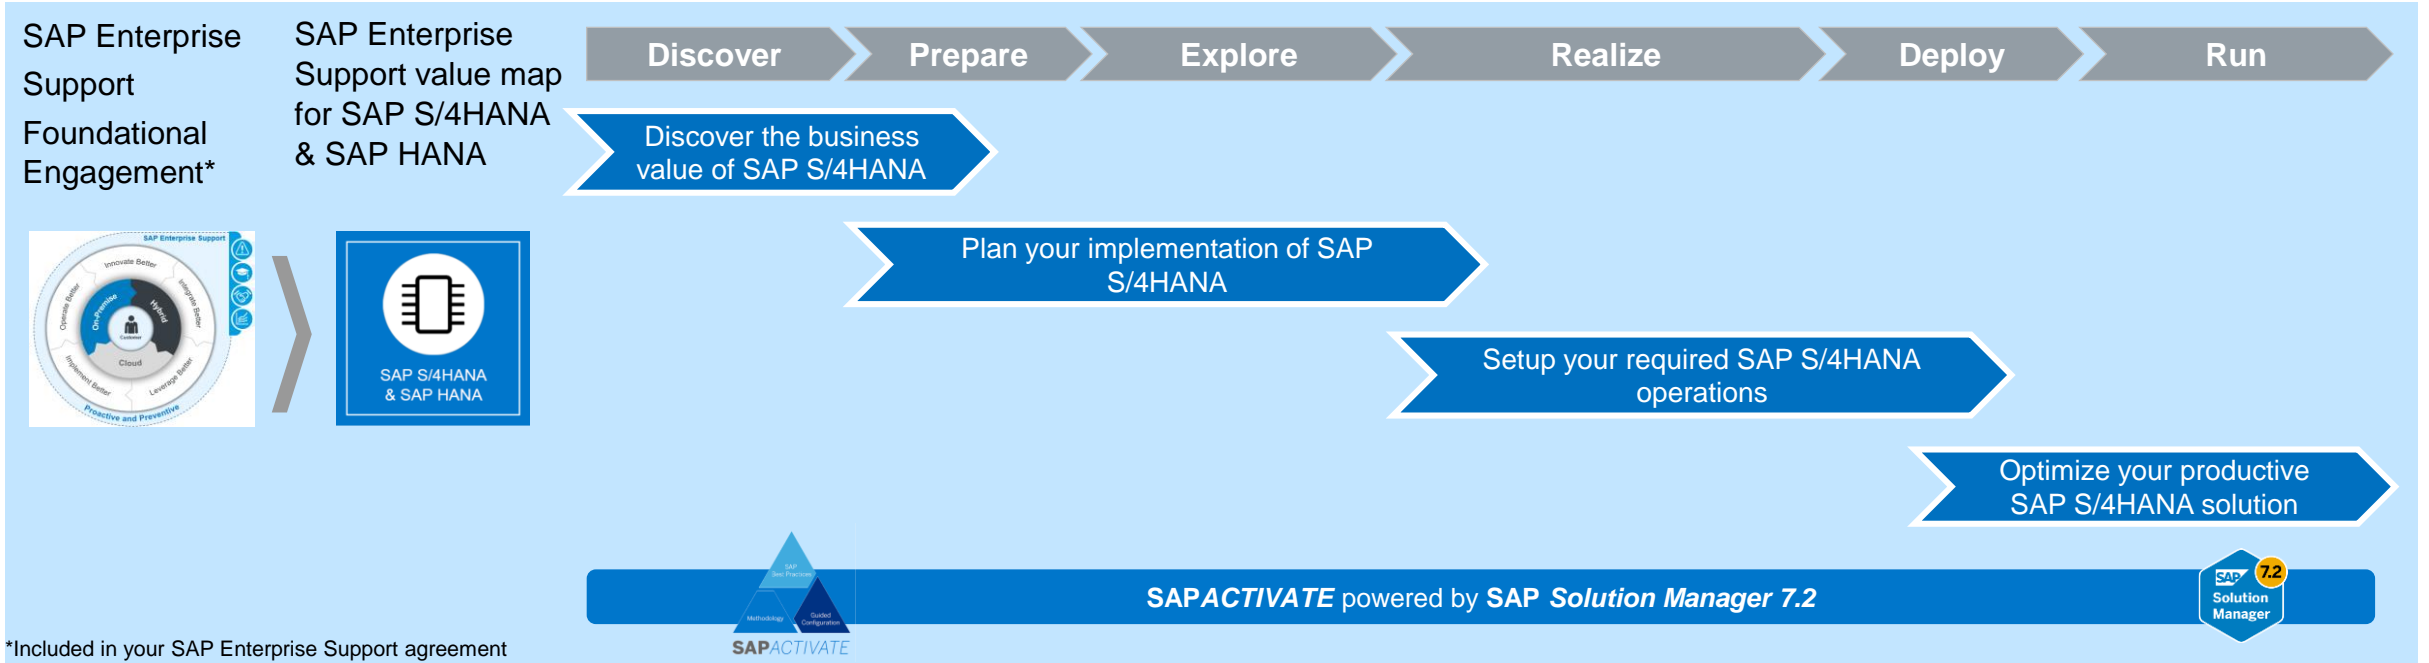 SAP Enterprise
Support
Foundational
Engagement*
SAP Enterprise
Support value map
for SAP S/4HANA
& SAP HANA
Discover
Prepare
Explore
Realize
Deploy
Run
Discover the business
value of SAP S/4HANA
Plan your implementation of SAP
S/4HANA
Setup your required SAP S/4HANA
operations
Optimize your productive
SAP S/4HANA solution
SAP Enterprise Support
Innovate Better
Integrate Better
Leverage Better
Implement Better
Operate Better
On-Premise
Hybrid
Cloud
Customer
Proactive and Preventive
SAP S/4HANA
& SAP HANA
SAP
Best Practices
Methodology
Guided
Configuration
SAPACTIVATE
SAPACTIVATE powered by SAP Solution Manager 7.2
SAP
7.2
Solution
Manager
*Included in your SAP Enterprise Support agreement